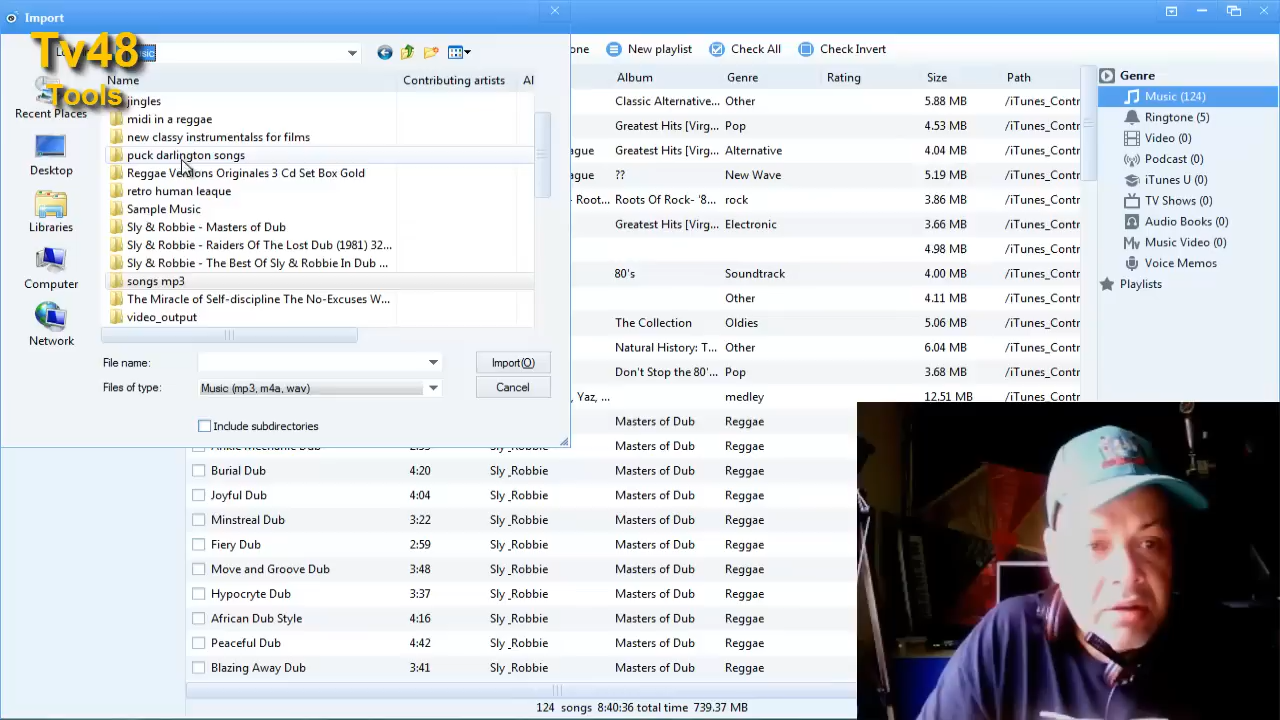 Import
Tv48
Tools
sic
Name
Contributing artists
Al
Recent Places
Desktop
Libraries
Computer
Network
jingles
midi in a reggae
new classy instrumentalss for films
puck darlington songs
Reggae Versions Originales 3 Cd Set Box Gold
retro human leaque
Sample Music
Sly & Robbie - Masters of Dub
Sly & Robbie - Raiders Of The Lost Dub (1981) 32...
Sly & Robbie - The Best Of Sly & Robbie In Dub ...
songs mp3
The Miracle of Self-discipline The No-Excuses W...
video_output
File name:
Import(O)
Files of type:
Music (mp3, m4a, wav)
Cancel
Include subdirectories
one
New playlist
Check All
Check Invert
Album Genre Rating Size Path
Classic Alternative... Other 5.88 MB /iTunes_Contr
Greatest Hits [Virg... Pop 4.53 MB /iTunes_Contr
ague Greatest Hits [Virg... Alternative 4.04 MB /iTunes_Contr
ague ?? New Wave 5.19 MB /iTunes_Contr
- Root... Roots Of Rock- '8... rock 3.86 MB /iTunes_Contr
Greatest Hits [Virg... Electronic 3.66 MB /iTunes_Contr
4.98 MB /iTunes_Contr
80's Soundtrack 4.00 MB /iTunes_Contr
Other 4.11 MB /iTunes_Contr
The Collection Oldies 5.06 MB /iTunes_Contr
Natural History: T... Other 6.04 MB /iTunes_Contr
Don't Stop the 80'... Pop 3.68 MB /iTunes_Contr
, Yaz, ... medley 12.51 MB /iTunes_Contr
Masters of Dub Reggae
Masters of Dub Reggae
Burial Dub 4:20 Sly _Robbie Masters of Dub Reggae
Joyful Dub 4:04 Sly _Robbie Masters of Dub Reggae
Minstreal Dub 3:22 Sly _Robbie Masters of Dub Reggae
Fiery Dub 2:59 Sly _Robbie Masters of Dub Reggae
Move and Groove Dub 3:48 Sly _Robbie Masters of Dub Reggae
Hypocryte Dub 3:37 Sly _Robbie Masters of Dub Reggae
African Dub Style 4:16 Sly _Robbie Masters of Dub Reggae
Peaceful Dub 4:42 Sly _Robbie Masters of Dub Reggae
Blazing Away Dub 3:41 Sly _Robbie Masters of Dub Reggae
124 songs 8:40:36 total time 739.37 MB
Genre
Music (124)
Ringtone (5)
Video (0)
Podcast (0)
iTunes U (0)
TV Shows (0)
Audio Books (0)
Music Video (0)
Voice Memos
Playlists